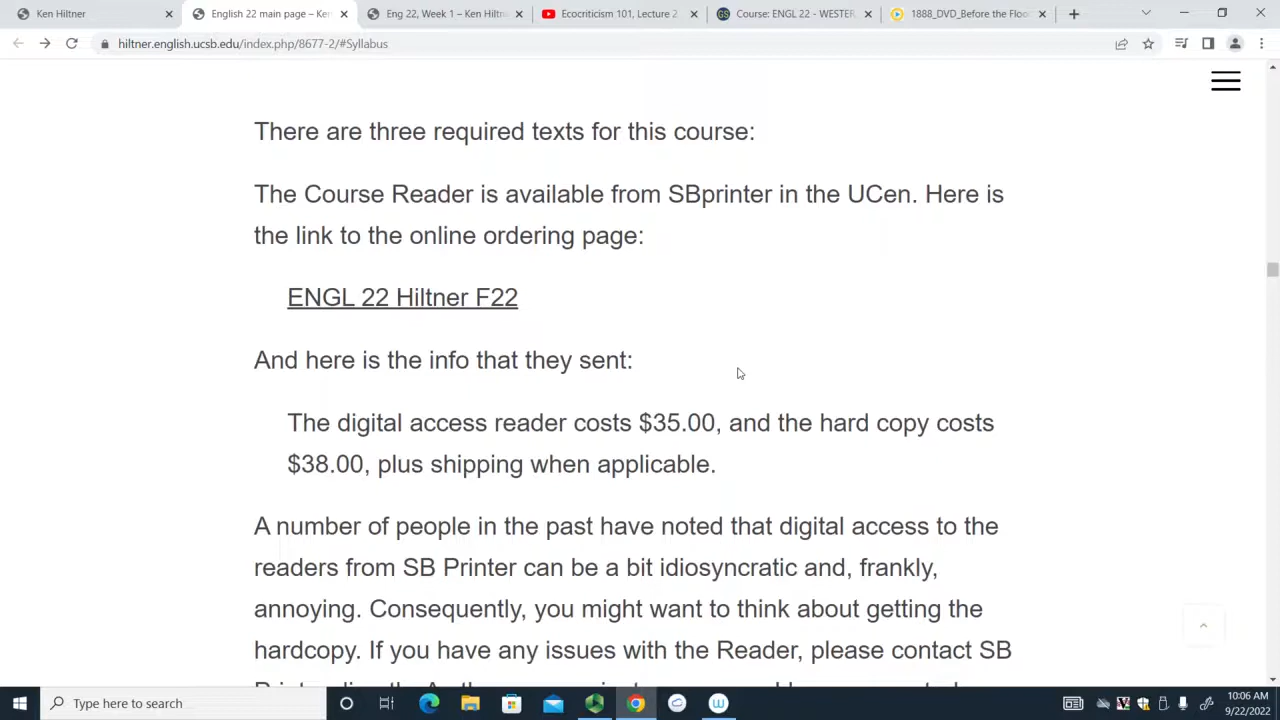 Ken Hiltner
English 22 main page – Ken
Eng 22, Week 1 – Ken Hiltne
Ecocriticism 101, Lecture 2
Course: ENGL 22 - WESTER
1888_DVD_Before the Floo
hiltner.english.ucsb.edu/index.php/8677-2/#Syllabus
There are three required texts for this course:
The Course Reader is available from SBprinter in the UCen. Here is
the link to the online ordering page:
ENGL 22 Hiltner F22
And here is the info that they sent:
The digital access reader costs $35.00, and the hard copy costs
$38.00, plus shipping when applicable.
A number of people in the past have noted that digital access to the
readers from SB Printer can be a bit idiosyncratic and, frankly,
annoying. Consequently, you might want to think about getting the
hardcopy. If you have any issues with the Reader, please contact SB
Type here to search
10:06 AM
9/22/2022